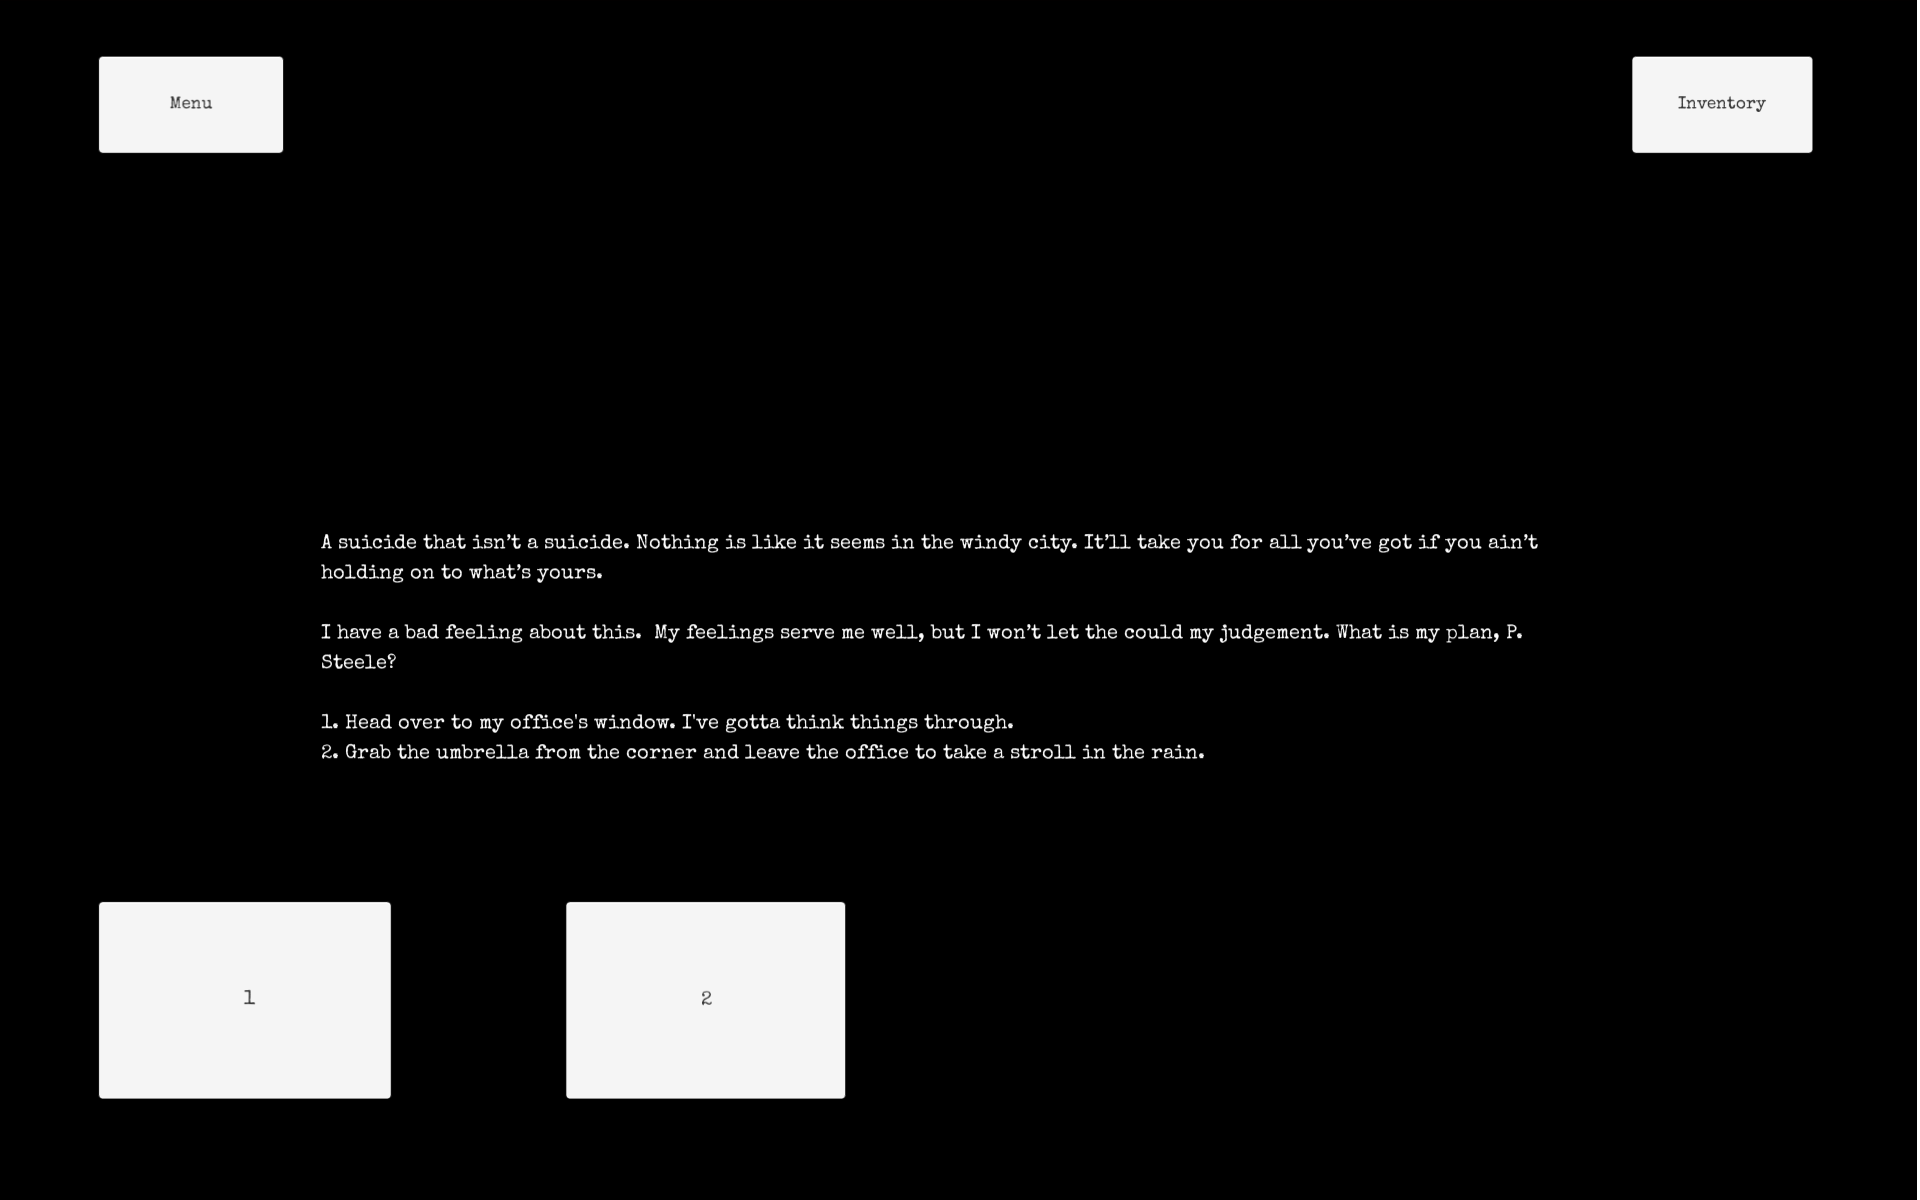 Menu
Inventory
A suicide that isn’t a suicide. Nothing is like it seems in the windy city. It’ll take you for all you’ve got if you ain’t
holding on to what’s yours.
I have a bad feeling about this.  My feelings serve me well, but I won’t let the could my judgement. What is my plan, P.
Steele?
1. Head over to my office's window. I've gotta think things through.
2. Grab the umbrella from the corner and leave the office to take a stroll in the rain.
1
2